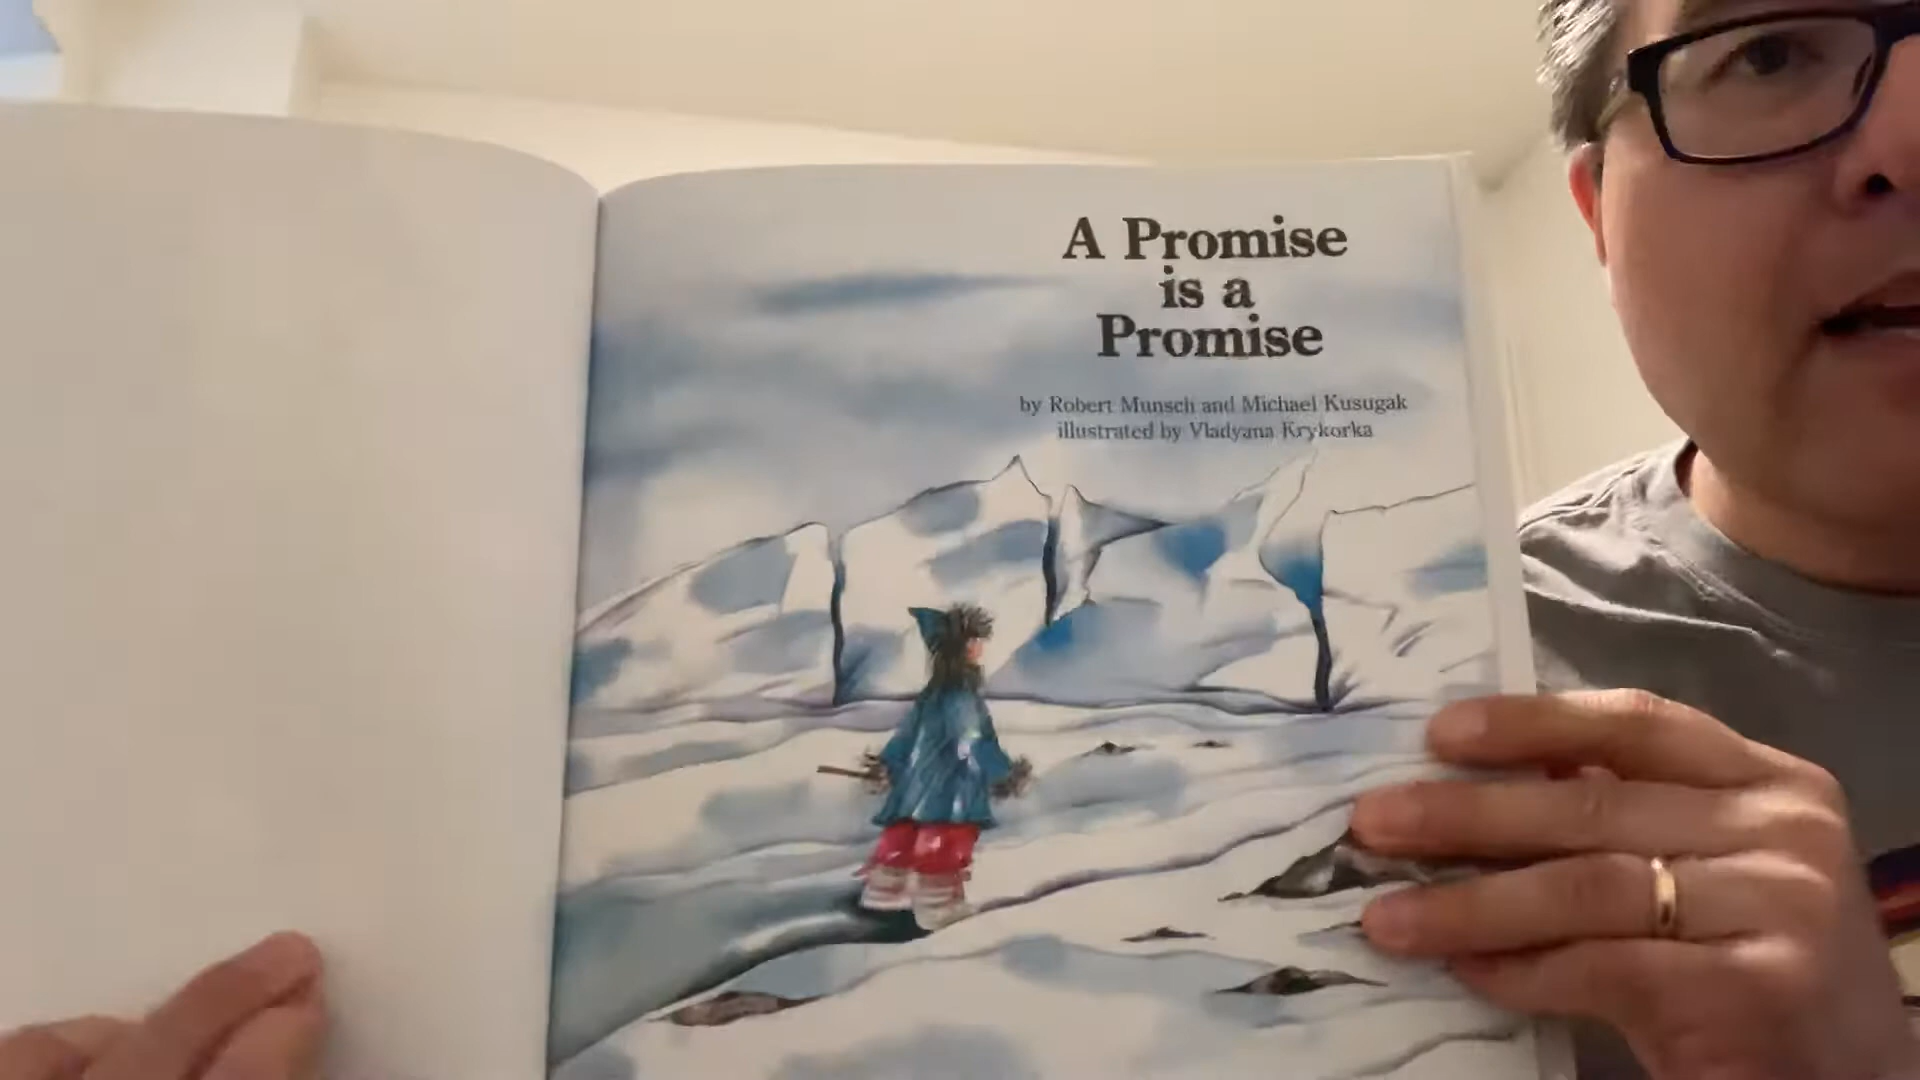 A Promise
is a
Promise
by Robert Munsch and Michael Kusugak
illustrated by Vladyana Krykorka